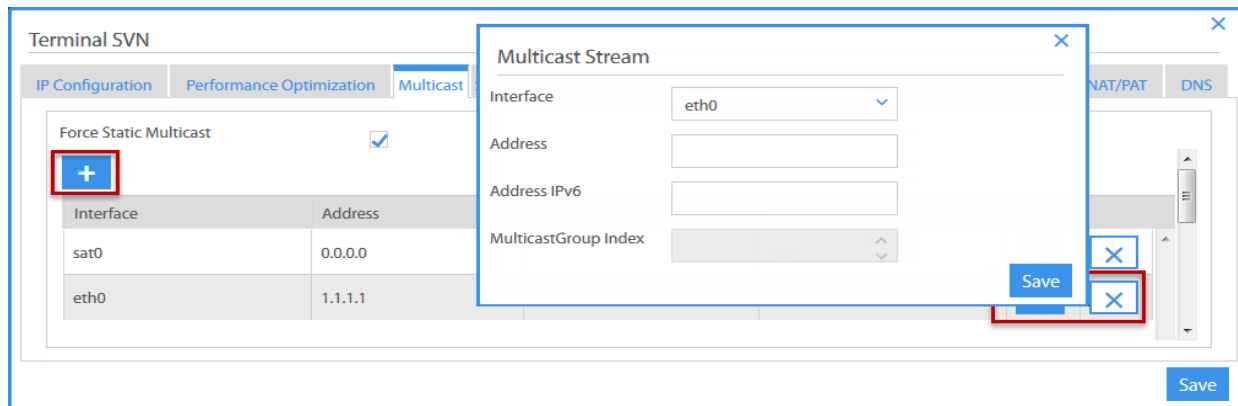 Terminal SVN
IP Configuration
Performance Optimization
Multicast
NAT/PAT
DNS
Force Static Multicast
+
Interface
Address
sat0
0.0.0.0
eth0
1.1.1.1
Multicast Stream
Interface
eth0
Address
Address IPv6
MulticastGroup Index
Save
Save